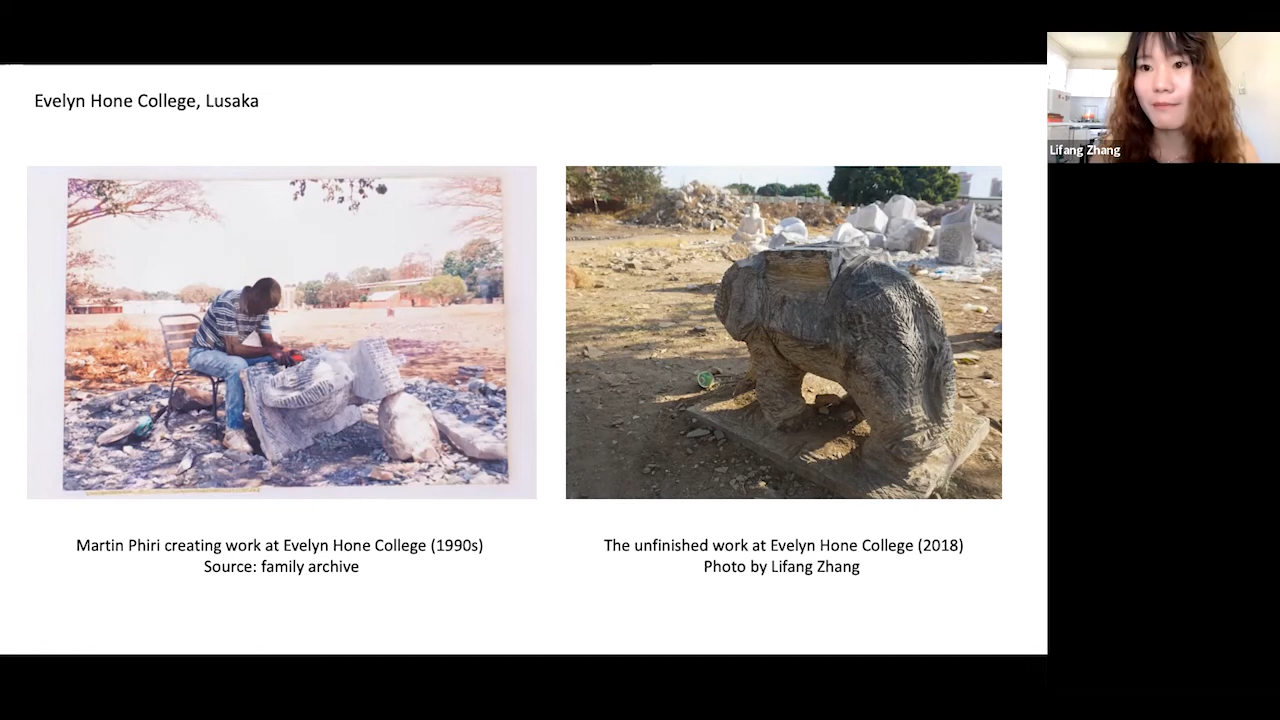 Evelyn Hone College, Lusaka
Lifang Zhang
Martin Phiri creating work at Evelyn Hone College (1990s)
Source: family archive
The unfinished work at Evelyn Hone College (2018)
Photo by Lifang Zhang